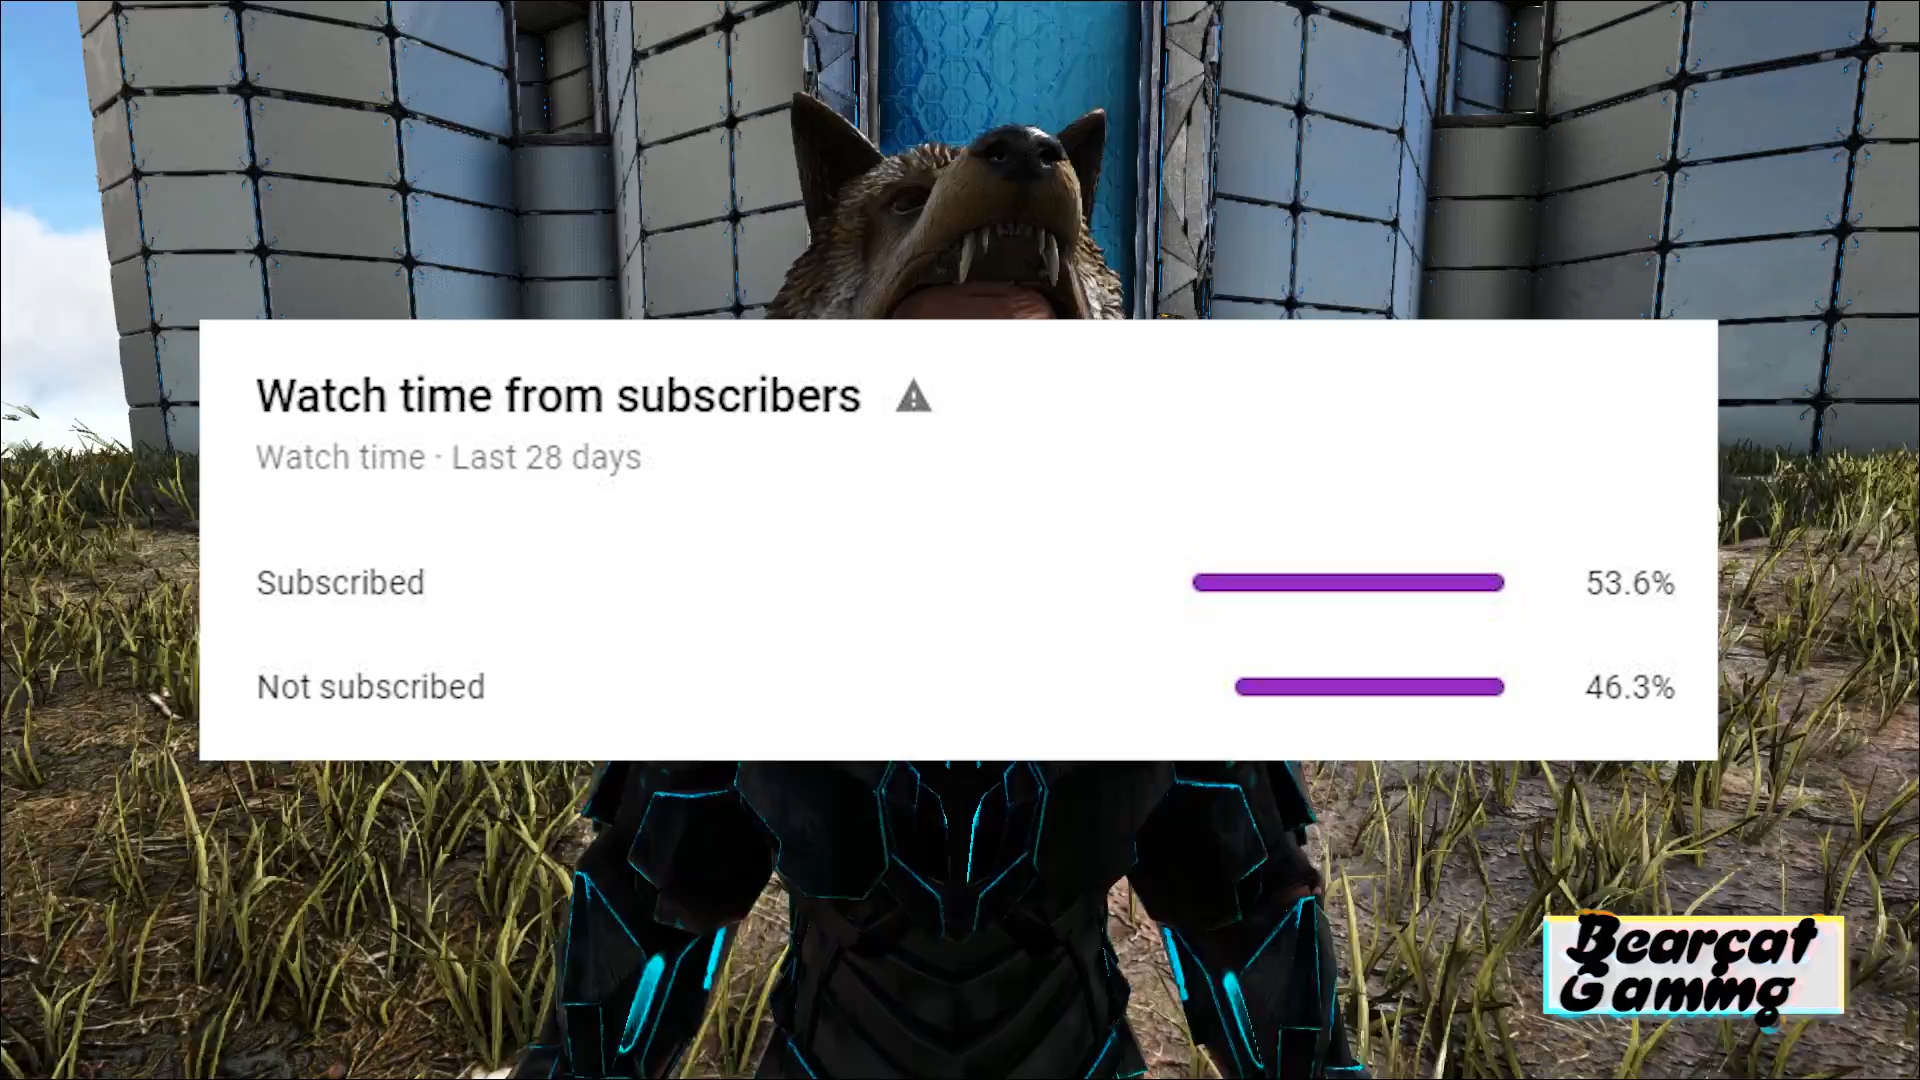 Watch time from subscribers
Watch time · Last 28 days
Subscribed 53.6%
Not subscribed 46.3%
Bearcat
Gaming